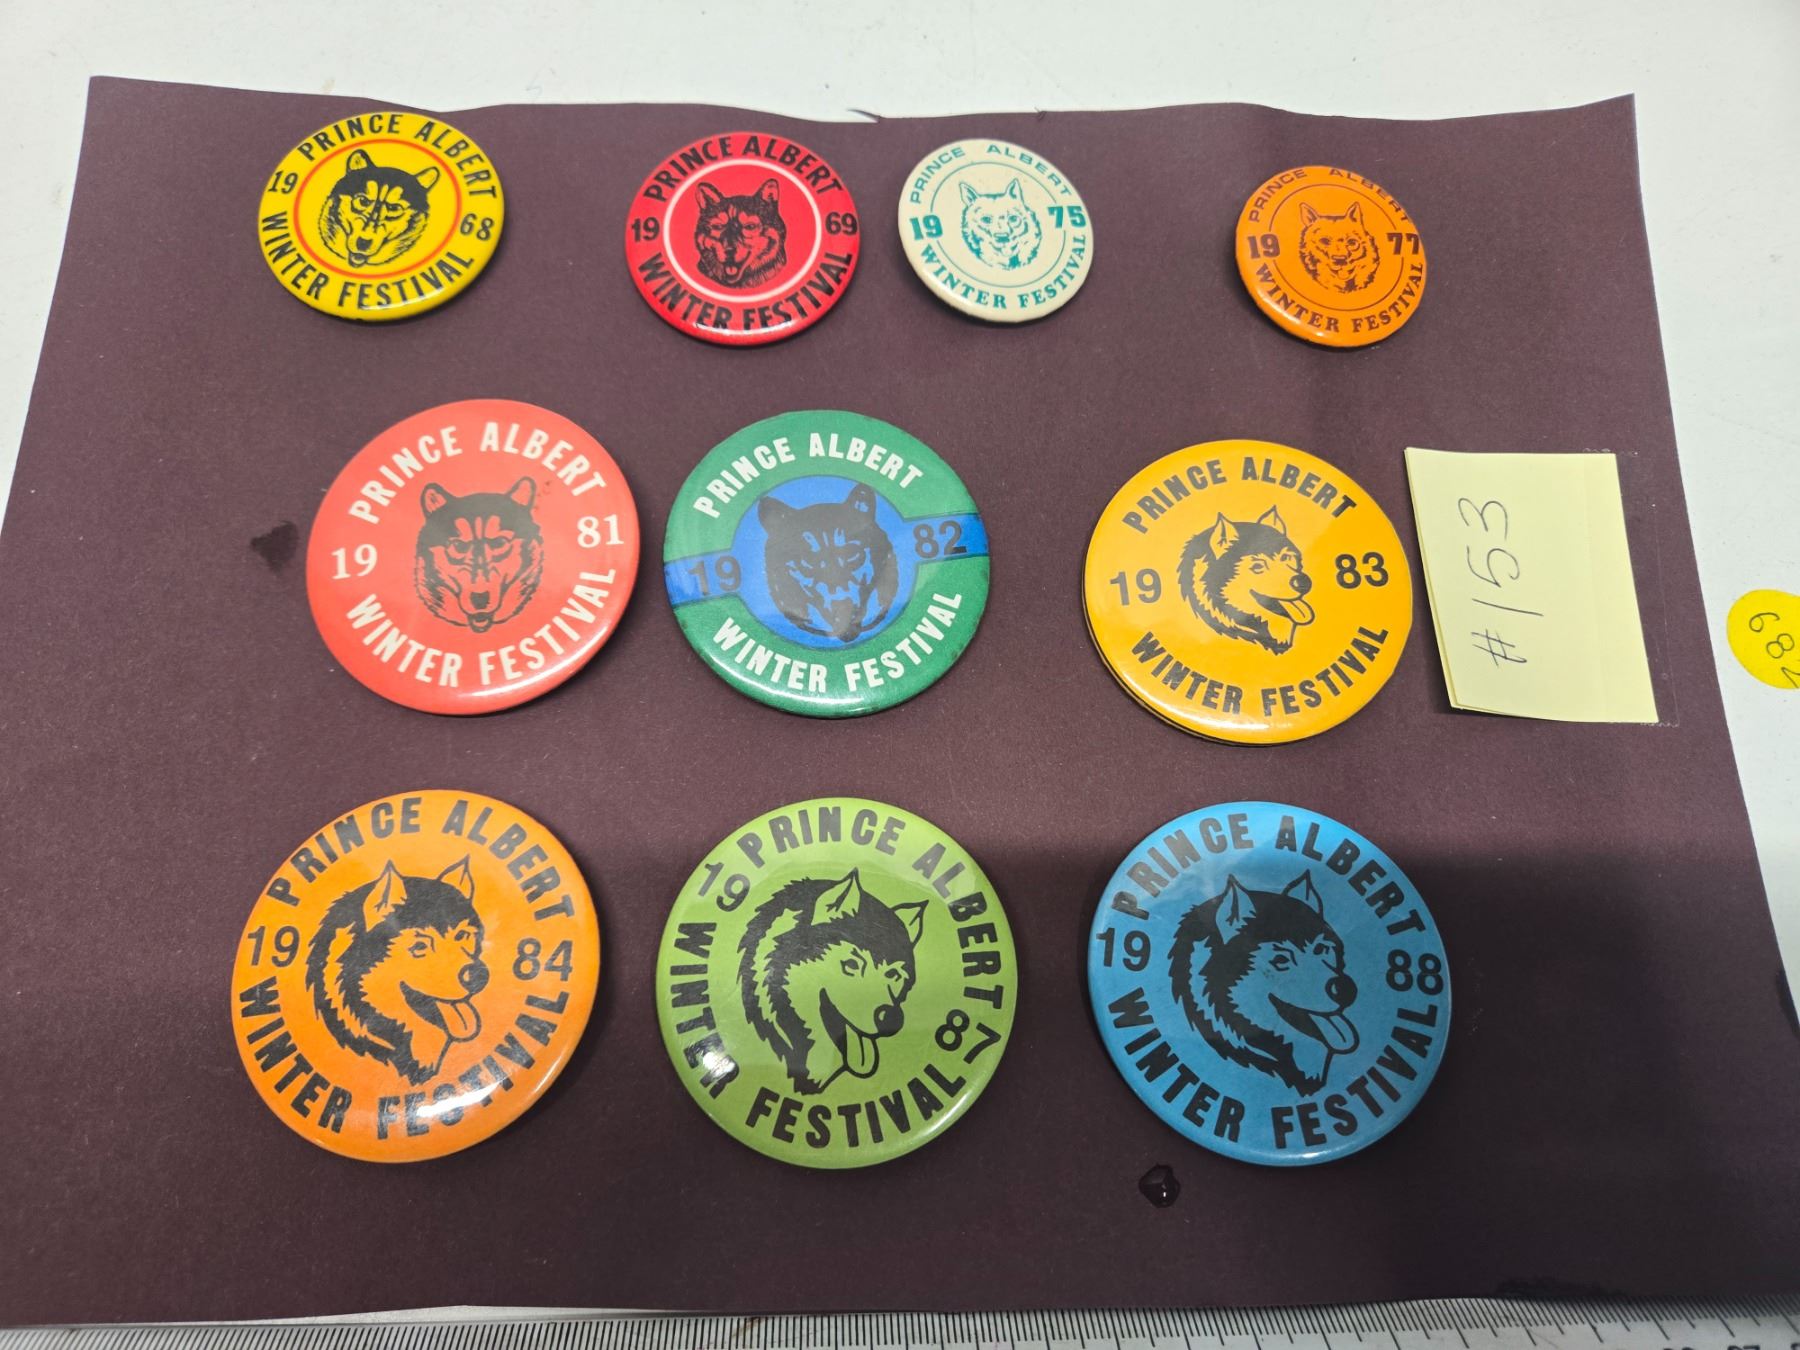 PRINCE ALBERT
19 68
WINTER FESTIVAL
PRINCE ALBERT
19 69
WINTER FESTIVAL
PRINCE ALBERT
19 75
WINTER FESTIVAL
PRINCE ALBERT
19 77
WINTER FESTIVAL
PRINCE ALBERT
19 81
WINTER FESTIVAL
PRINCE ALBERT
19 82
WINTER FESTIVAL
PRINCE ALBERT
19 83
WINTER FESTIVAL
#153
PRINCE ALBERT
19 84
WINTER FESTIVAL
PRINCE ALBERT
19 87
WINTER FESTIVAL
PRINCE ALBERT
19 88
WINTER FESTIVAL